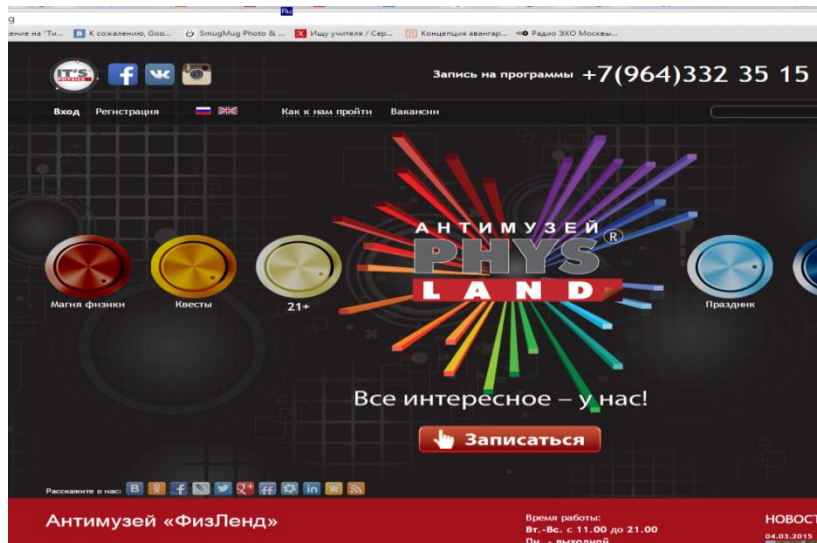 Ru
g
ение на "Ти...
К сожалению, Goo...
SmugMug Photo & ...
Ищу учителя / Сер...
Концепция авангар...
Радио ЭХО Москвы...
IT'S
PHYSICS
Запись на программы +7(964)332 35 15
Вход Регистрация Как к нам пройти Вакансии
АНТИМУЗЕЙ
PHYS®
LAND
Магия физики
Квесты
21+
Праздник
Все интересное – у нас!
Записаться
Расскажите о нас:
Антимузей «ФизЛенд»
Время работы:
Вт.-Вс. с 11.00 до 21.00
Пн. - выходной
НОВОСТ
04.03.2015